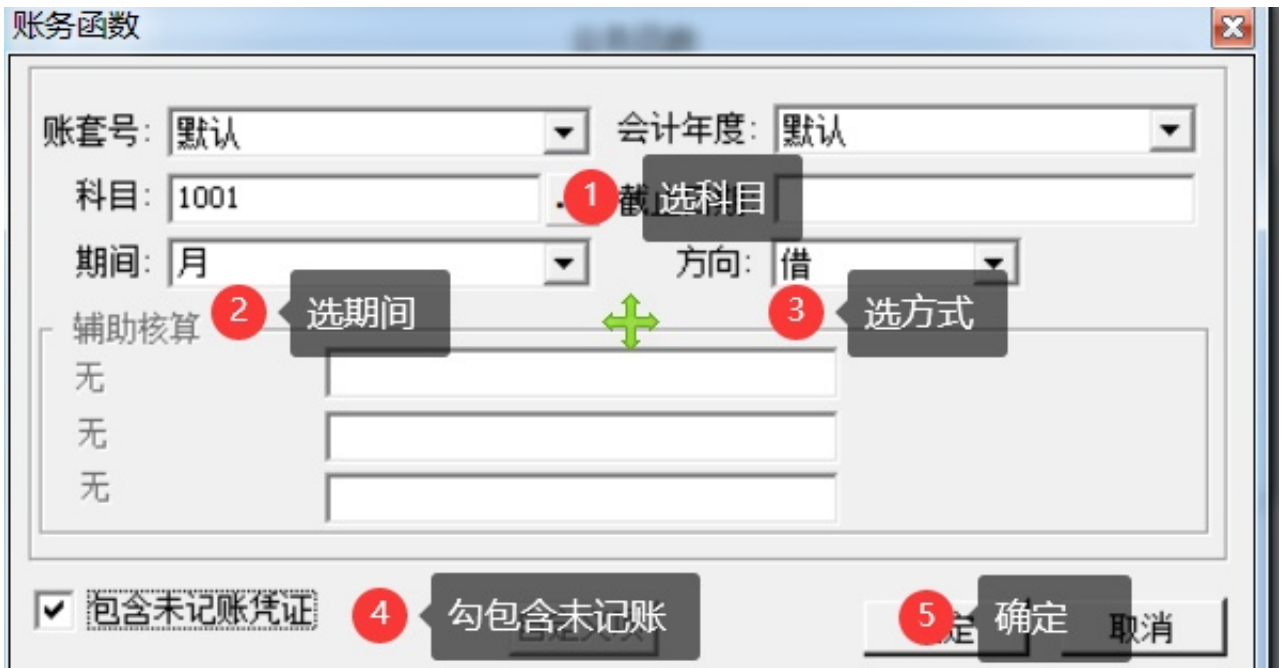 账务函数
账套号: 默认 会计年度: 默认
科目: 1001 1 选科目
期间: 月 方向: 借
2 选期间 3 选方式
辅助核算
无
无
无
包含未记账凭证 4 勾包含未记账 5 确定 取消